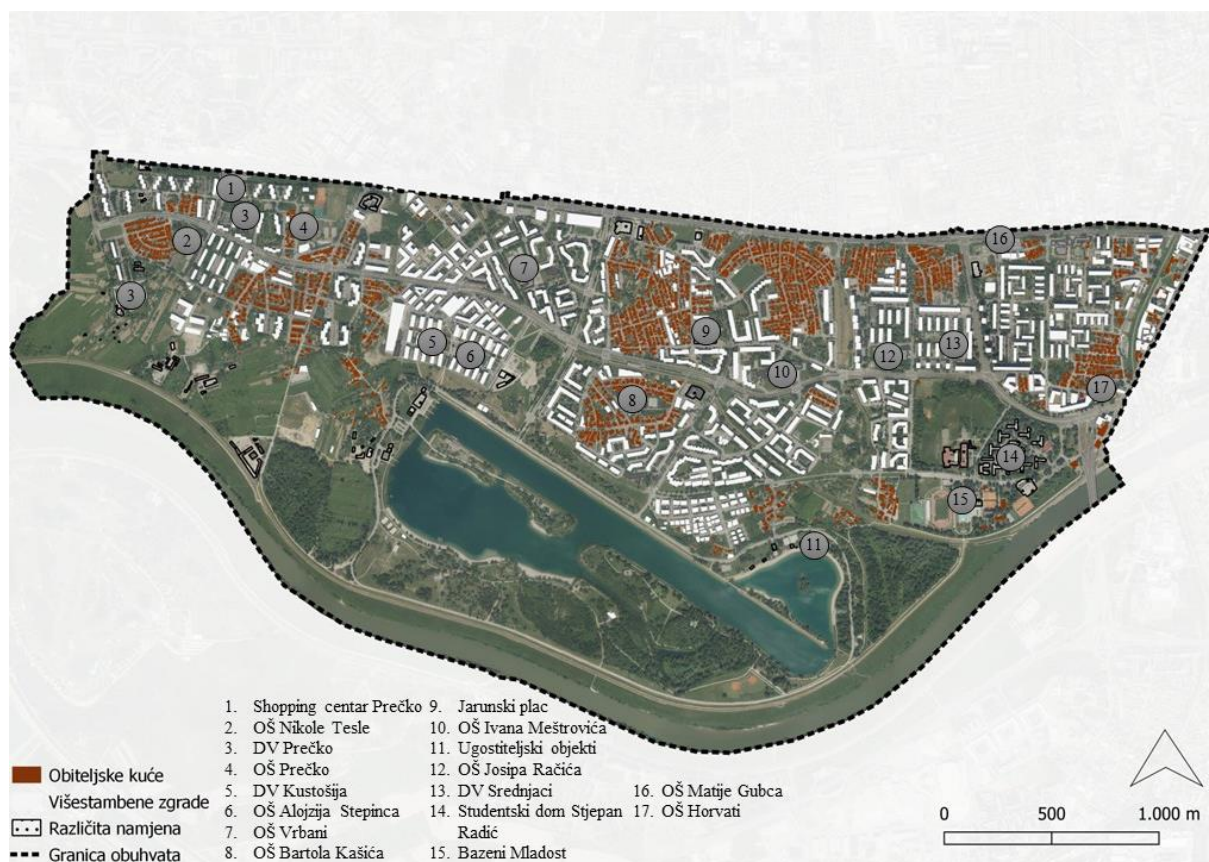 1
3
4
2
3
7
16
5
6
9
10
12
13
8
17
14
15
11
1. Shopping centar Prečko
2. OŠ Nikole Tesle
3. DV Prečko
4. OŠ Prečko
5. DV Kustošija
6. OŠ Alojzija Stepinca
7. OŠ Vrbani
8. OŠ Bartola Kašića
9. Jarunski plac
10. OŠ Ivana Meštrovića
11. Ugostiteljski objekti
12. OŠ Josipa Račića
13. DV Srednjaci
14. Studentski dom Stjepan
Radić
15. Bazeni Mladost
16. OŠ Matije Gubca
17. OŠ Horvati
Obiteljske kuće
Višestambene zgrade
Različita namjena
Granica obuhvata
0 500 1.000 m